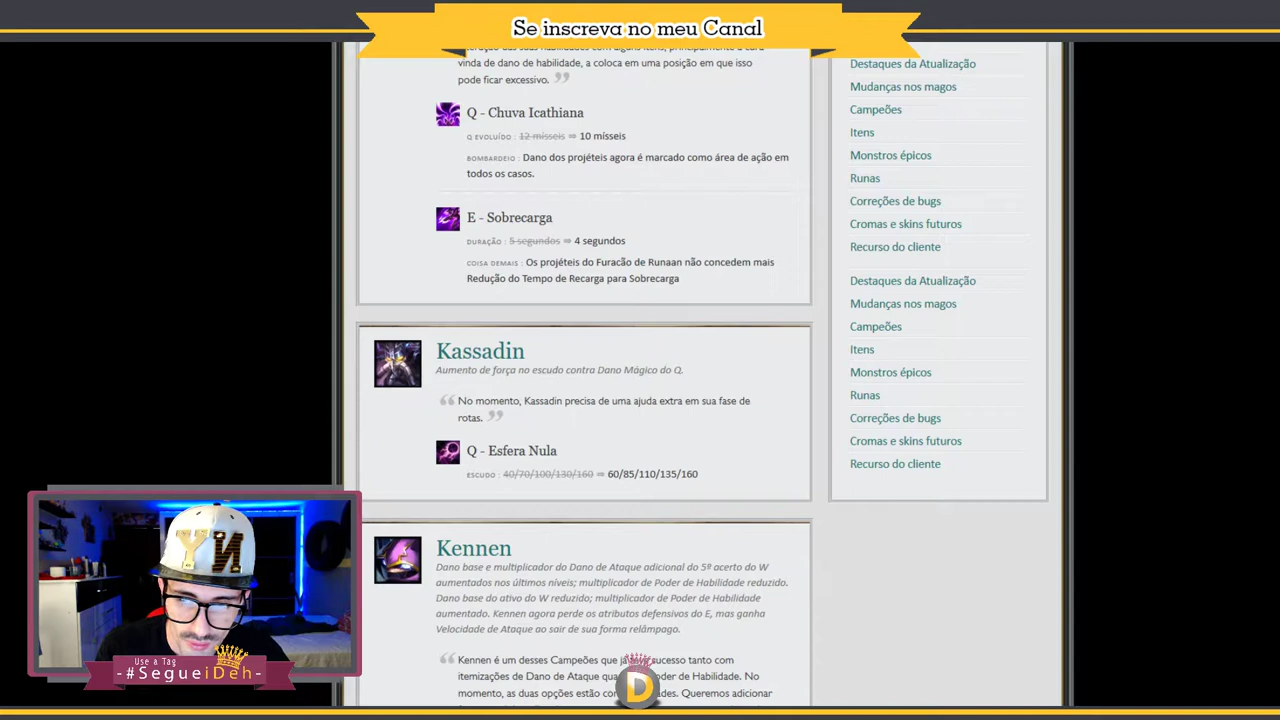 Se inscreva no meu Canal
vinda de dano de habilidade, a coloca em uma posição em que isso
pode ficar excessivo.
Q - Chuva Icathiana
Q EVOLUÍDO : 12 mísseis ⇒ 10 mísseis
BOMBARDEIO : Dano dos projéteis agora é marcado como área de ação em
todos os casos.
E - Sobrecarga
DURAÇÃO : 5 segundos ⇒ 4 segundos
COISA DEMAIS : Os projéteis do Furacão de Runaan não concedem mais
Redução do Tempo de Recarga para Sobrecarga
Kassadin
Aumento de força no escudo contra Dano Mágico do Q.
No momento, Kassadin precisa de uma ajuda extra em sua fase de
rotas.
Q - Esfera Nula
ESCUDO : 40/70/100/130/160 ⇒ 60/85/110/135/160
Kennen
Dano base e multiplicador do Dano de Ataque adicional do 5º acerto do W
aumentados nos últimos níveis; multiplicador de Poder de Habilidade reduzido.
Dano base do ativo do W reduzido; multiplicador de Poder de Habilidade
aumentado. Kennen agora perde os atributos defensivos do E, mas ganha
Velocidade de Ataque ao sair de sua forma relâmpago.
Kennen é um desses Campeões que sucesso tanto com
itemizações de Dano de Ataque der de Habilidade. No
momento, as duas opções estão Queremos adicionar
Destaques da Atualização
Mudanças nos magos
Campeões
Itens
Monstros épicos
Runas
Correções de bugs
Cromas e skins futuros
Recurso do cliente
Destaques da Atualização
Mudanças nos magos
Campeões
Itens
Monstros épicos
Runas
Correções de bugs
Cromas e skins futuros
Recurso do cliente
Use a Tag
-#SegueiDeh-
D